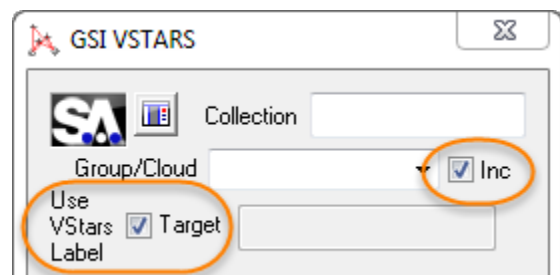 GSI VSTARS
SA Collection
Group/Cloud Inc
Use
VStars Target
Label